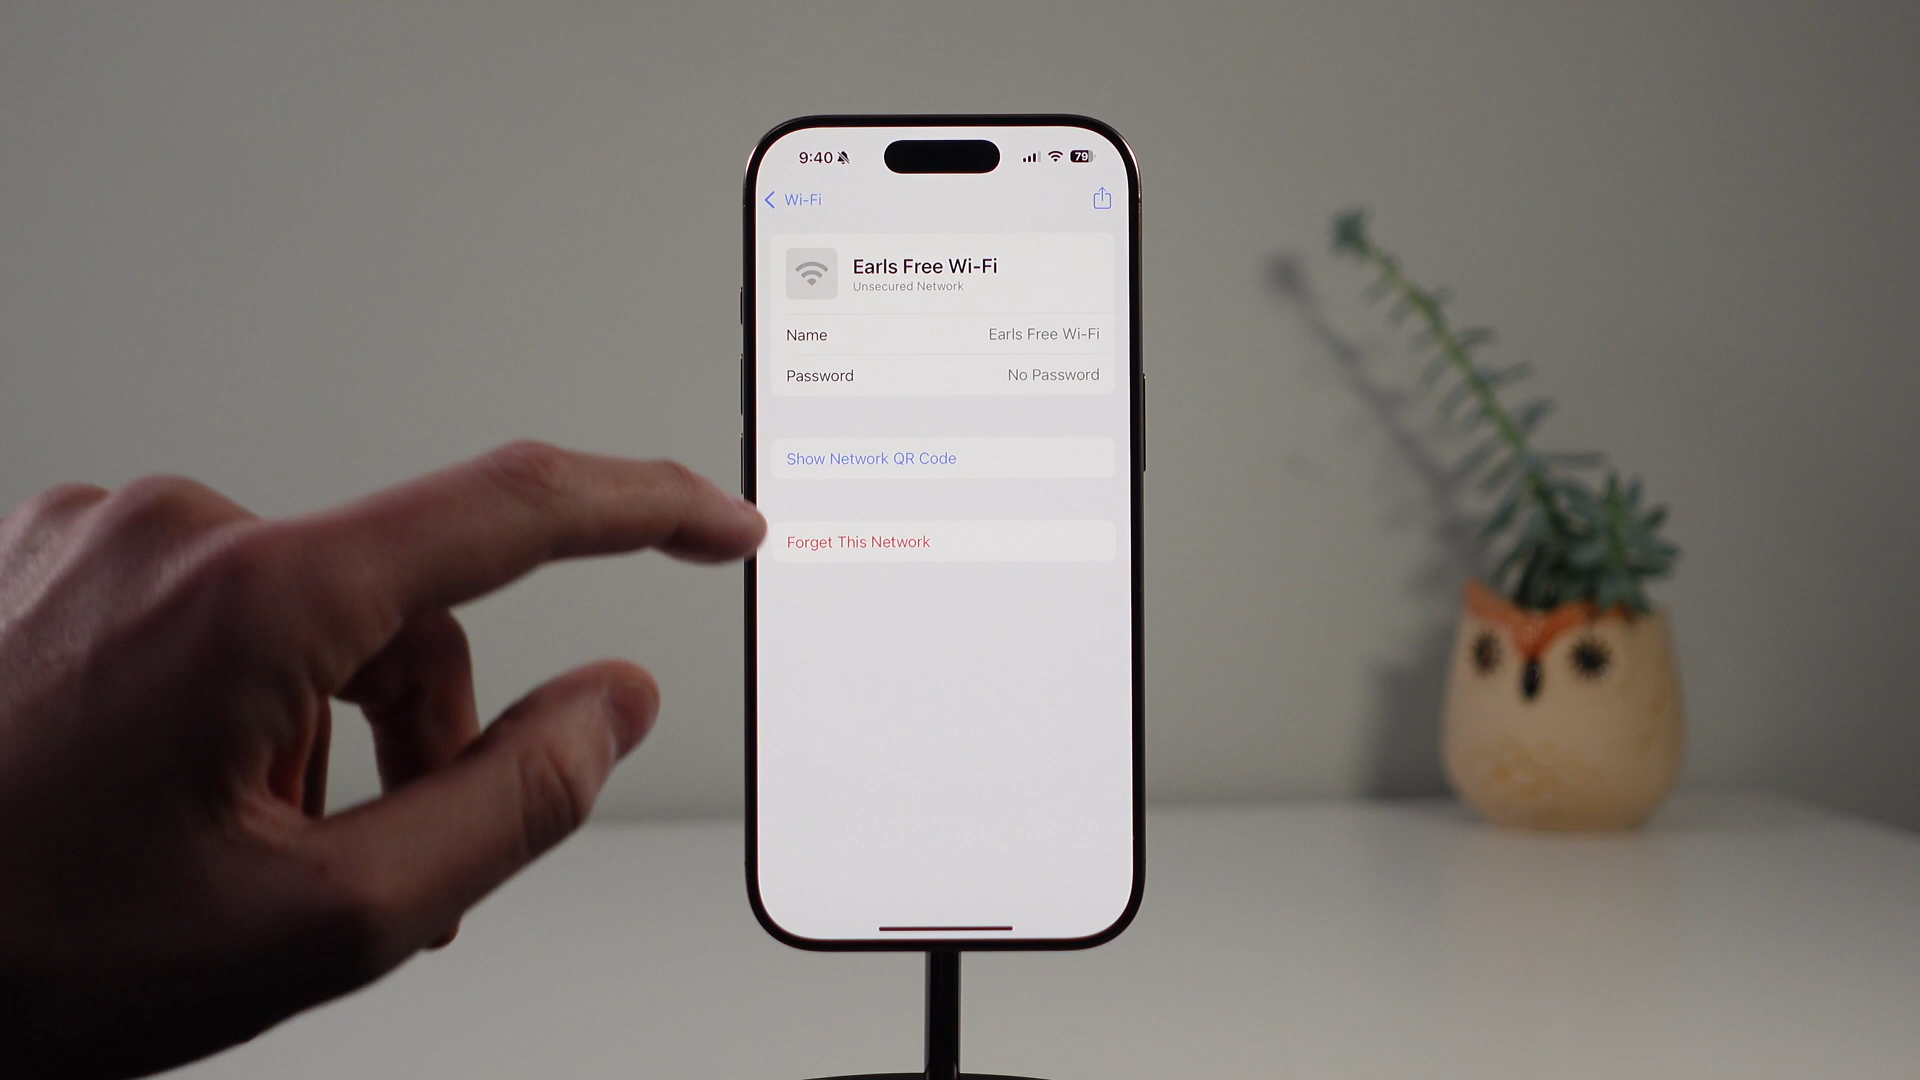 9:40
79
Wi-Fi
Earls Free Wi-Fi
Unsecured Network
Name Earls Free Wi-Fi
Password No Password
Show Network QR Code
Forget This Network